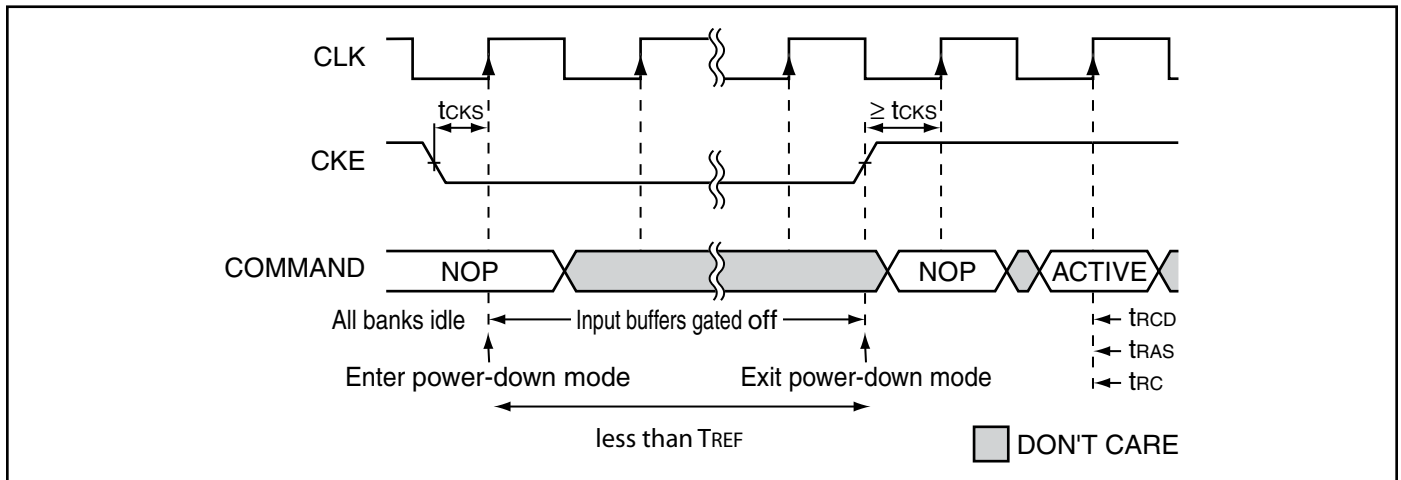 CLK
tCKS
≥ tCKS
CKE
COMMAND
NOP
NOP
ACTIVE
All banks idle
Input buffers gated off
tRCD
tRAS
tRC
Enter power-down mode
Exit power-down mode
less than TREF
DON'T CARE